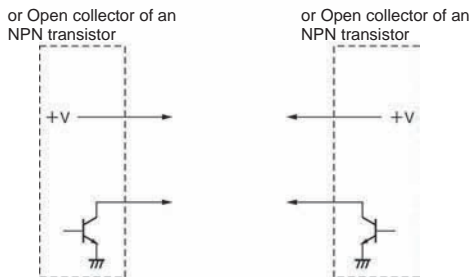 or Open collector of an
NPN transistor
or Open collector of an
NPN transistor
+V
+V